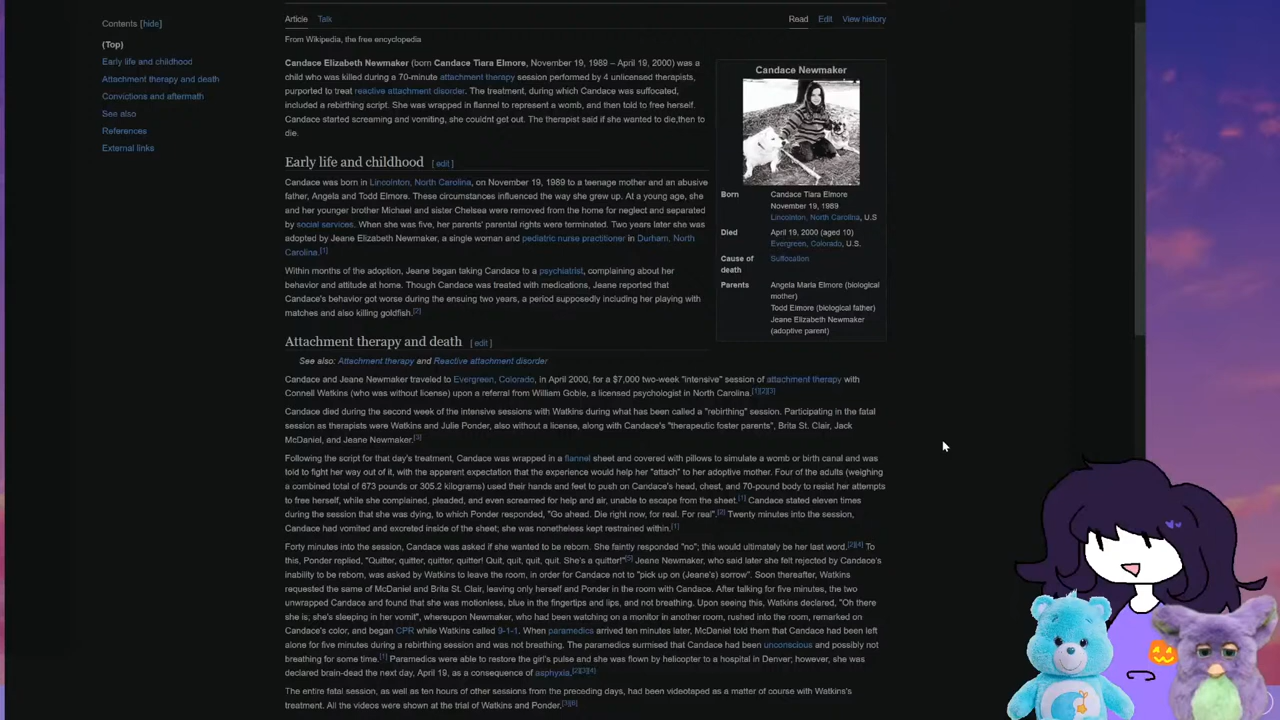 Contents [hide]
(Top)
Early life and childhood
Attachment therapy and death
Convictions and aftermath
See also
References
External links
Article Talk
Read Edit View history
From Wikipedia, the free encyclopedia
Candace Elizabeth Newmaker (born Candace Tiara Elmore, November 19, 1989 – April 19, 2000) was a
child who was killed during a 70-minute attachment therapy session performed by 4 unlicensed therapists,
purported to treat reactive attachment disorder. The treatment, during which Candace was suffocated,
included a rebirthing script. She was wrapped in flannel to represent a womb, and then told to free herself.
Candace started screaming and vomiting, she couldnt get out. The therapist said if she wanted to die,then to
die.
Early life and childhood [ edit ]
Candace was born in Lincolnton, North Carolina, on November 19, 1989 to a teenage mother and an abusive
father, Angela and Todd Elmore. These circumstances influenced the way she grew up. At a young age, she
and her younger brother Michael and sister Chelsea were removed from the home for neglect and separated
by social services. When she was five, her parents' parental rights were terminated. Two years later she was
adopted by Jeane Elizabeth Newmaker, a single woman and pediatric nurse practitioner in Durham, North
Carolina.[1]
Within months of the adoption, Jeane began taking Candace to a psychiatrist, complaining about her
behavior and attitude at home. Though Candace was treated with medications, Jeane reported that
Candace's behavior got worse during the ensuing two years, a period supposedly including her playing with
matches and also killing goldfish.[2]
Candace Newmaker
Born Candace Tiara Elmore
November 19, 1989
Lincolnton, North Carolina, U.S
Died April 19, 2000 (aged 10)
Evergreen, Colorado, U.S.
Cause of Suffocation
death
Parents Angela Maria Elmore (biological
mother)
Todd Elmore (biological father)
Jeane Elizabeth Newmaker
(adoptive parent)
Attachment therapy and death [ edit ]
See also: Attachment therapy and Reactive attachment disorder
Candace and Jeane Newmaker traveled to Evergreen, Colorado, in April 2000, for a $7,000 two-week "intensive" session of attachment therapy with
Connell Watkins (who was without license) upon a referral from William Goble, a licensed psychologist in North Carolina.[1][2][3]
Candace died during the second week of the intensive sessions with Watkins during what has been called a "rebirthing" session. Participating in the fatal
session as therapists were Watkins and Julie Ponder, also without a license, along with Candace's "therapeutic foster parents", Brita St. Clair, Jack
McDaniel, and Jeane Newmaker.[3]
Following the script for that day's treatment, Candace was wrapped in a flannel sheet and covered with pillows to simulate a womb or birth canal and was
told to fight her way out of it, with the apparent expectation that the experience would help her "attach" to her adoptive mother. Four of the adults (weighing
a combined total of 673 pounds or 305.2 kilograms) used their hands and feet to push on Candace's head, chest, and 70-pound body to resist her attempts
to free herself, while she complained, pleaded, and even screamed for help and air, unable to escape from the sheet.[1] Candace stated eleven times
during the session that she was dying, to which Ponder responded, "Go ahead. Die right now, for real. For real".[2] Twenty minutes into the session,
Candace had vomited and excreted inside of the sheet; she was nonetheless kept restrained within.[1]
Forty minutes into the session, Candace was asked if she wanted to be reborn. She faintly responded "no"; this would ultimately be her last word.[2][4] To
this, Ponder replied, "Quitter, quitter, quitter, quitter! Quit, quit, quit, quit. She's a quitter!"[5] Jeane Newmaker, who said later she felt rejected by Candace's
inability to be reborn, was asked by Watkins to leave the room, in order for Candace not to "pick up on (Jeane's) sorrow". Soon thereafter, Watkins
requested the same of McDaniel and Brita St. Clair, leaving only herself and Ponder in the room with Candace. After talking for five minutes, the two
unwrapped Candace and found that she was motionless, blue in the fingertips and lips, and not breathing. Upon seeing this, Watkins declared, "Oh there
she is; she's sleeping in her vomit", whereupon Newmaker, who had been watching on a monitor in another room, rushed into the room, remarked on
Candace's color, and began CPR while Watkins called 9-1-1. When paramedics arrived ten minutes later, McDaniel told them that Candace had been left
alone for five minutes during a rebirthing session and was not breathing. The paramedics surmised that Candace had been unconscious and possibly not
breathing for some time.[1] Paramedics were able to restore the girl's pulse and she was flown by helicopter to a hospital in Denver; however, she was
declared brain-dead the next day, April 19, as a consequence of asphyxia.[2][3][4]
The entire fatal session, as well as ten hours of other sessions from the preceding days, had been videotaped as a matter of course with Watkins's
treatment. All the videos were shown at the trial of Watkins and Ponder.[3][6]